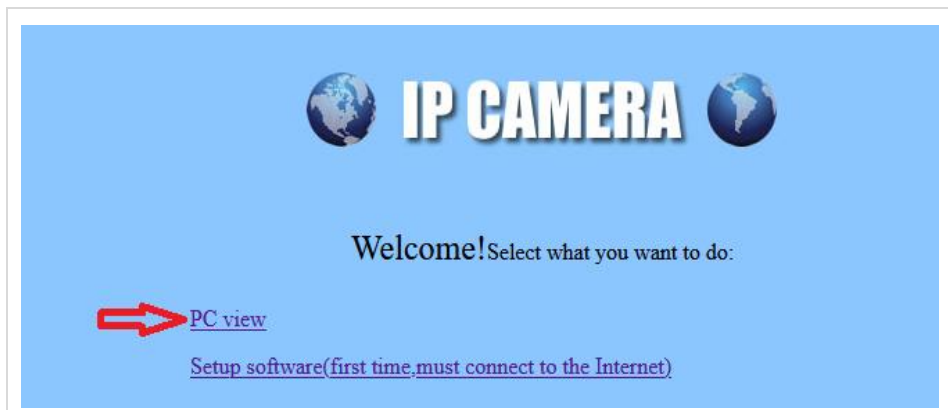 IP CAMERA
Welcome!Select what you want to do:
PC view
Setup software(first time,must connect to the Internet)